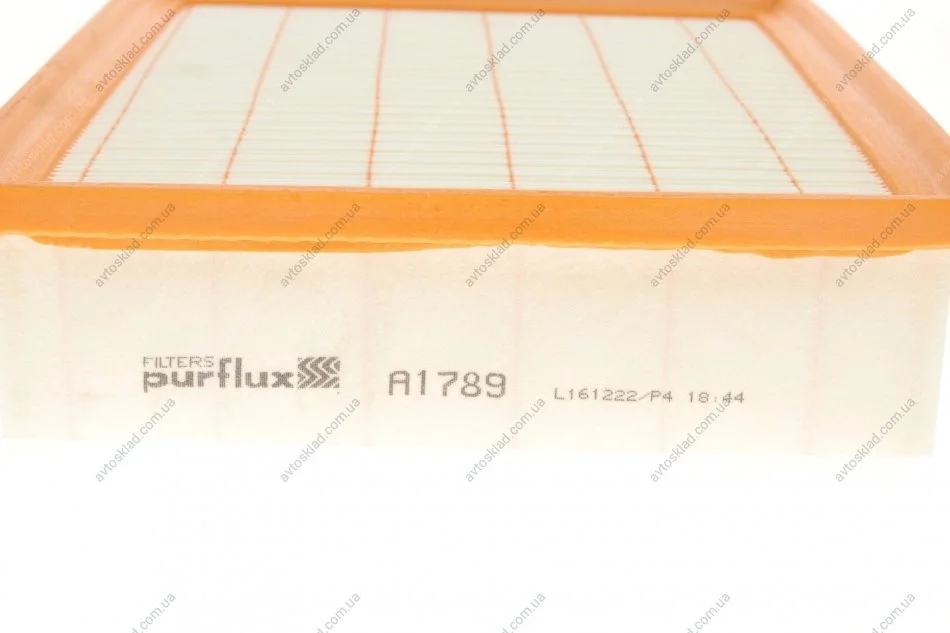 FILTERS
purflux
A1789
L161222/P4 18:44
avtosklad.com.ua